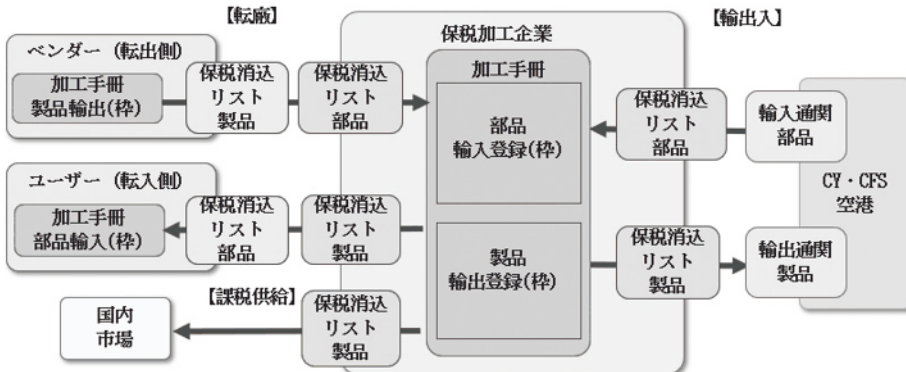 【転廠】
【輸出入】
保税加工企業
ベンダー（転出側）
加工手冊
製品輸出(枠)
保税消込
リスト
製品
保税消込
リスト
部品
加工手冊
部品
輸入登録(枠)
保税消込
リスト
部品
輸入通関
部品
CY・CFS
空港
ユーザー（転入側）
加工手冊
部品輸入(枠)
保税消込
リスト
部品
保税消込
リスト
製品
製品
輸出登録(枠)
保税消込
リスト
製品
輸出通関
製品
【課税供給】
国内
市場
保税消込
リスト
製品